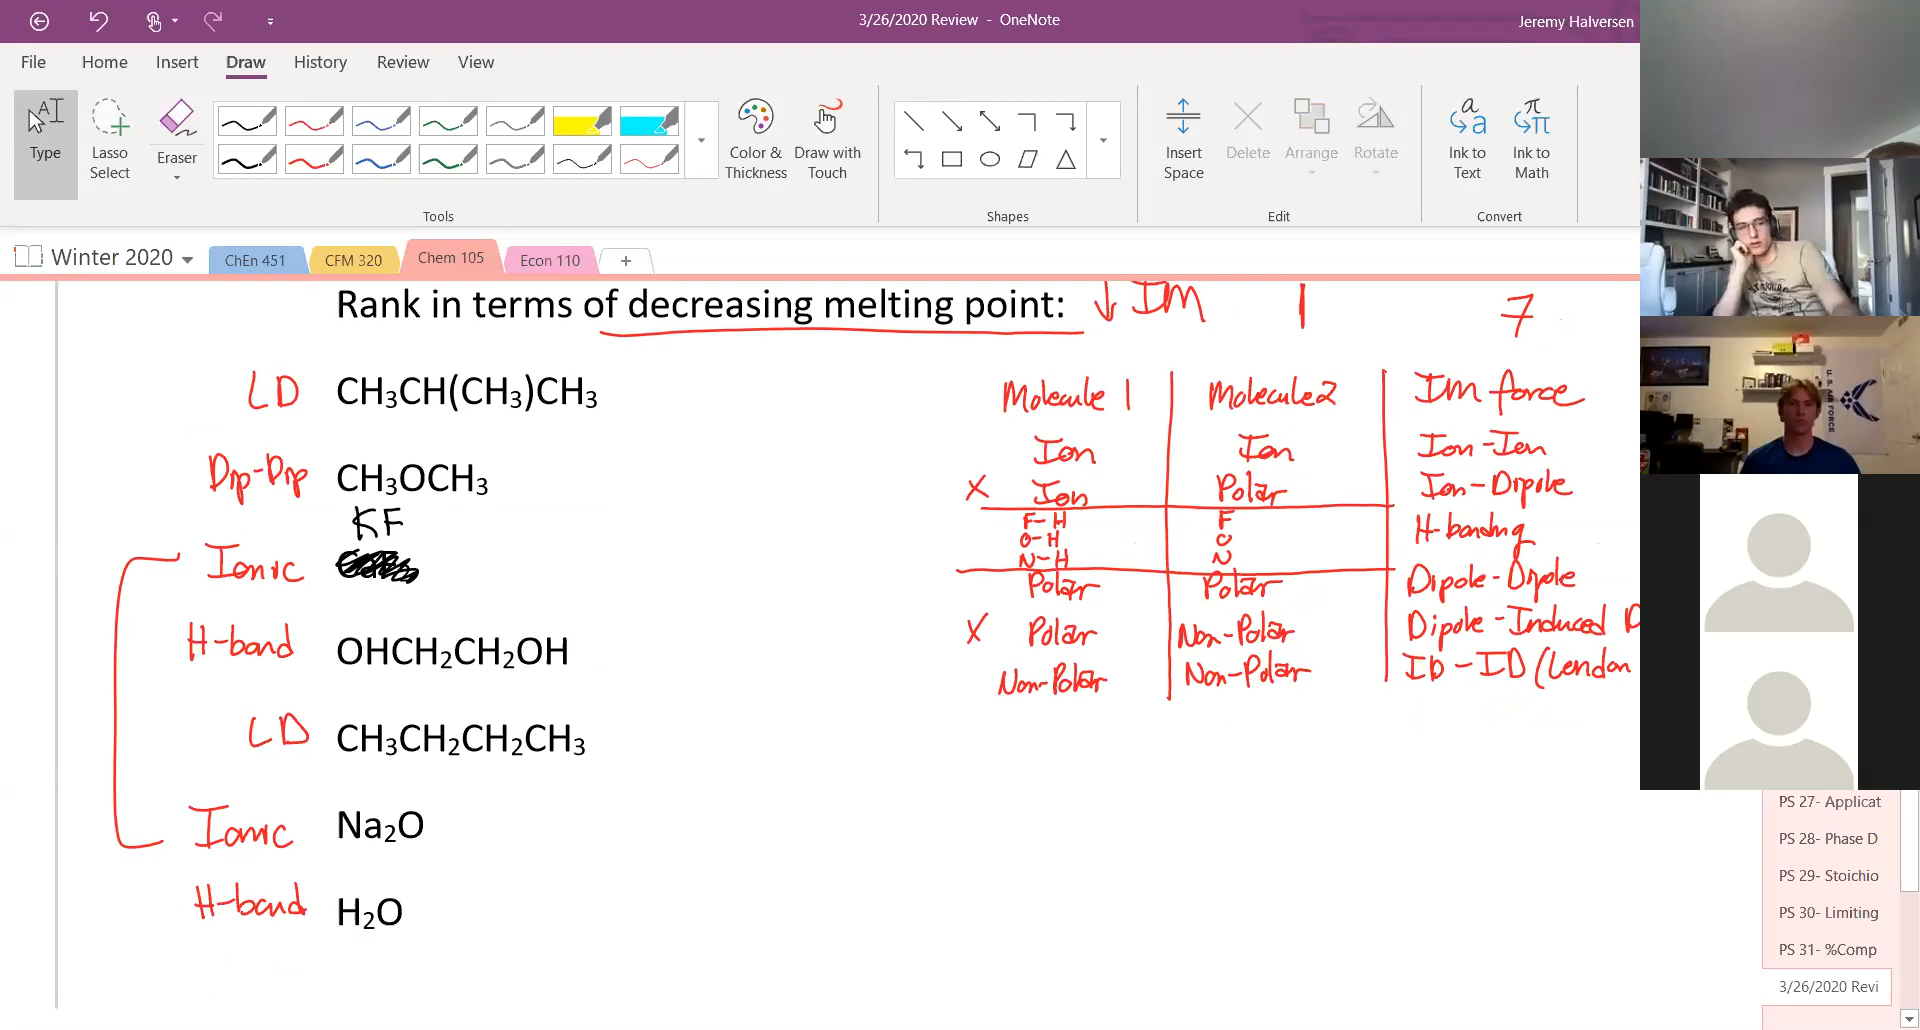 3/26/2020 Review - OneNote
Jeremy Halversen
File Home Insert Draw History Review View
Type
Lasso Select
Eraser
Color & Thickness
Draw with Touch
Insert Space
Delete
Arrange
Rotate
Ink to Text
Ink to Math
Tools
Shapes
Edit
Convert
Winter 2020
ChEn 451
CFM 320
Chem 105
Econ 110
Rank in terms of decreasing melting point: ↓ IM 1 7
LD CH₃CH(CH₃)CH₃
Dip-Dip CH₃OCH₃
KF
Ionic
H-bond OHCH₂CH₂OH
LD CH₃CH₂CH₂CH₃
Ionic Na₂O
H-bond H₂O
Molecule 1 Molecule 2 IM force
Ion Ion Ion-Ion
X Ion Polar Ion-Dipole
F-H F
O-H O H-bonding
N-H N
Polar Polar Dipole-Dipole
X Polar Non-Polar Dipole-Induced D
Non-Polar Non-Polar ID-ID (London
U.S. AIR FORCE
PS 27- Applicat
PS 28- Phase D
PS 29- Stoichio
PS 30- Limiting
PS 31- %Comp
3/26/2020 Revi